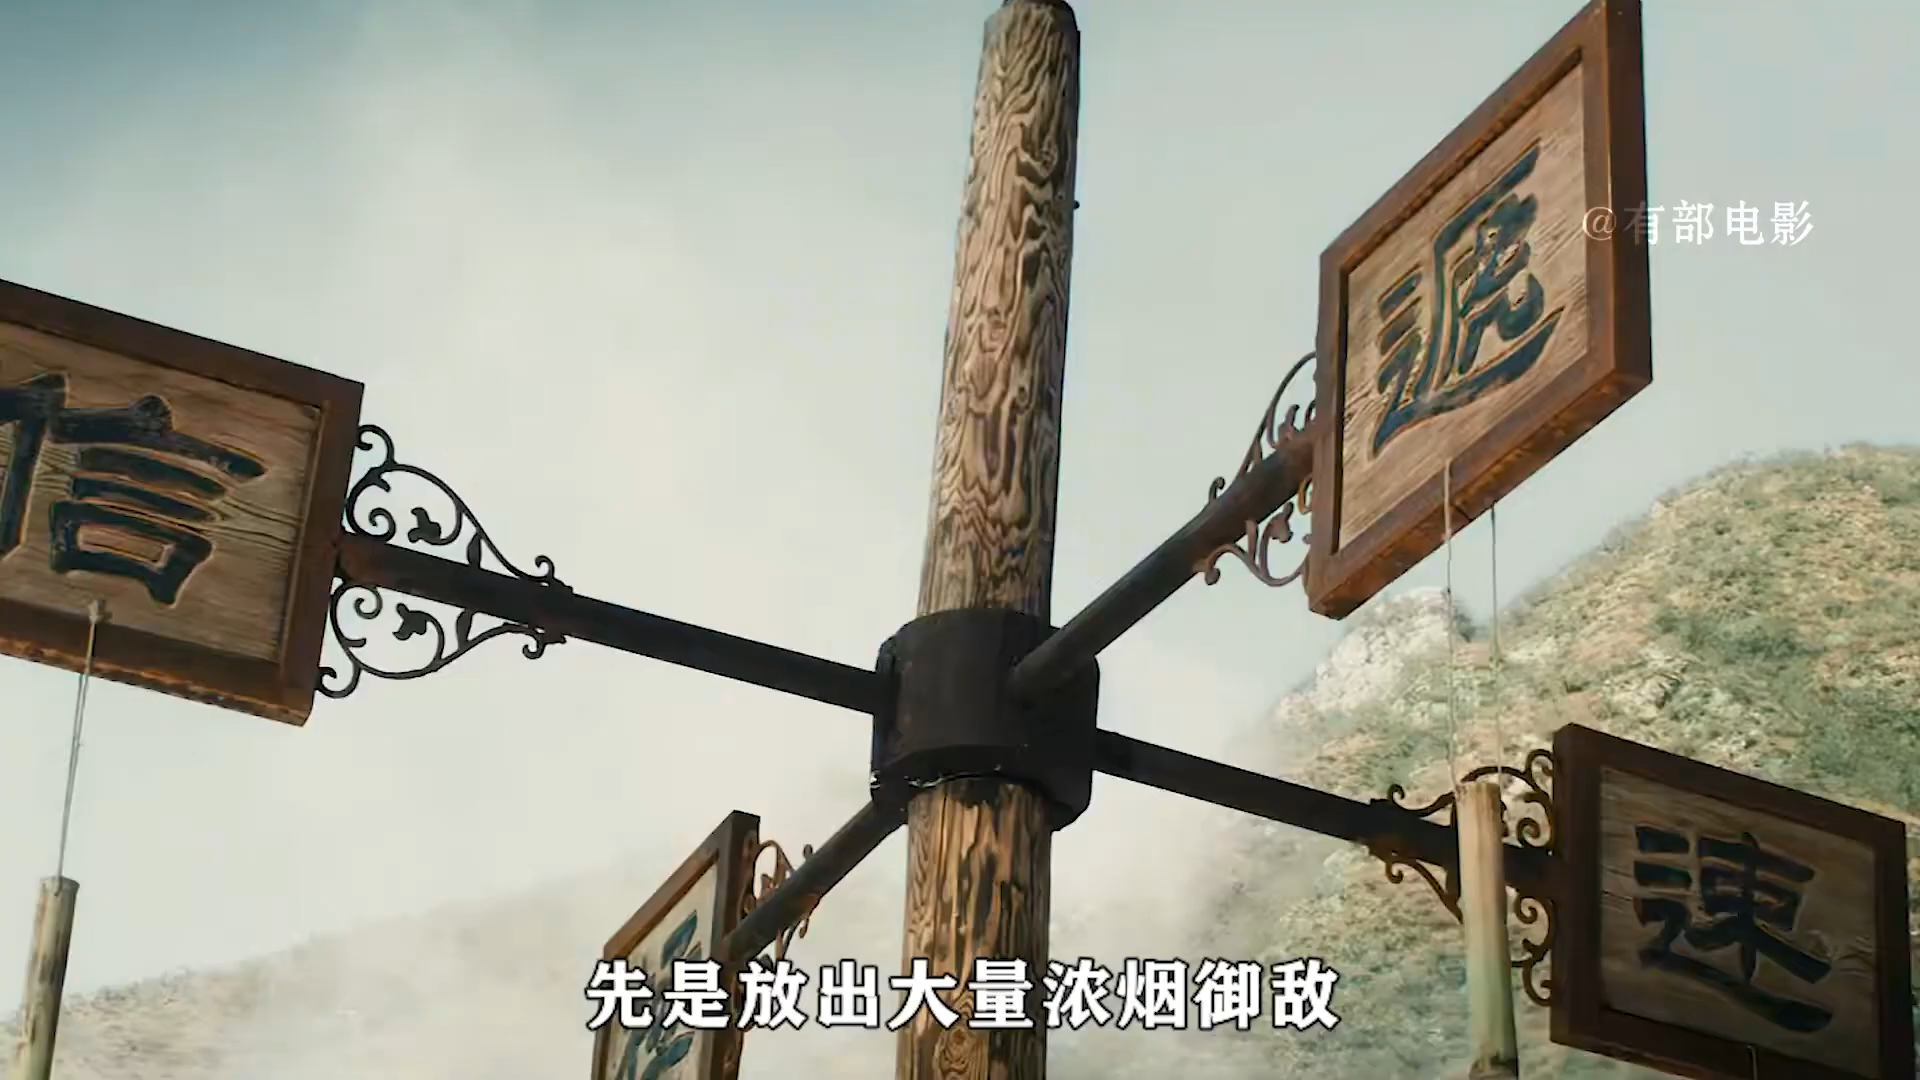 @有部电影
遞
信
速
先是放出大量浓烟御敌